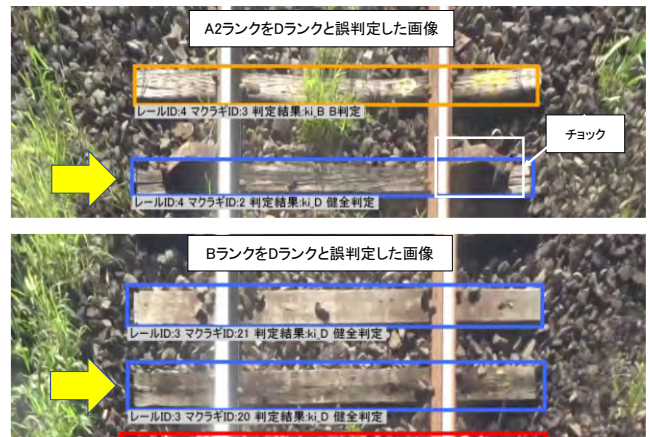 A2ランクをDランクと誤判定した画像
レールID:4 マクラギID:3 判定結果:ki_B B判定
チョック
レールID:4 マクラギID:2 判定結果:ki_D 健全判定
BランクをDランクと誤判定した画像
レールID:3 マクラギID:21 判定結果:ki_D 健全判定
レールID:3 マクラギID:20 判定結果:ki_D 健全判定